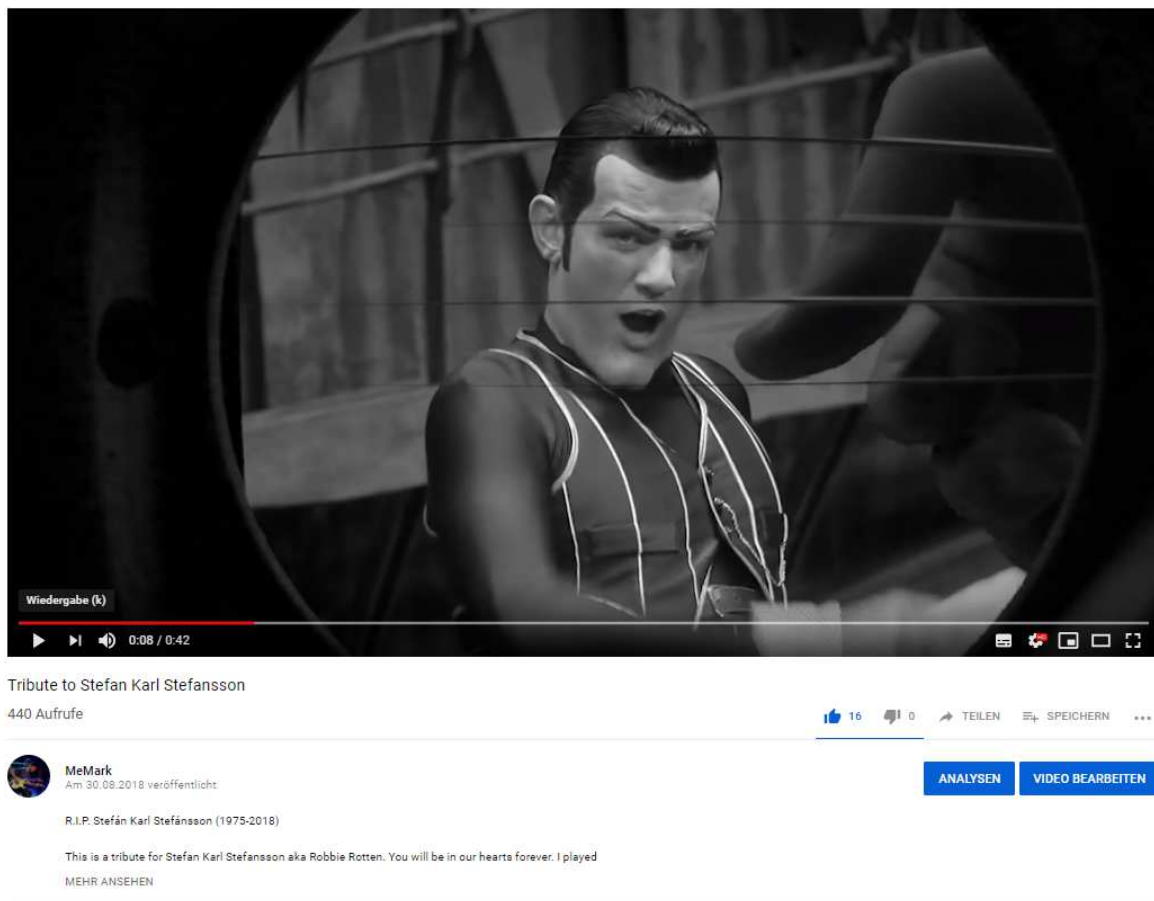 Wiedergabe (k)
0:08 / 0:42
HD
Tribute to Stefan Karl Stefansson
440 Aufrufe
16
0
TEILEN
SPEICHERN
MeMark
Am 30.08.2018 veröffentlicht
ANALYSEN
VIDEO BEARBEITEN
R.I.P. Stefán Karl Stefánsson (1975-2018)
This is a tribute for Stefan Karl Stefansson aka Robbie Rotten. You will be in our hearts forever. I played
MEHR ANSEHEN